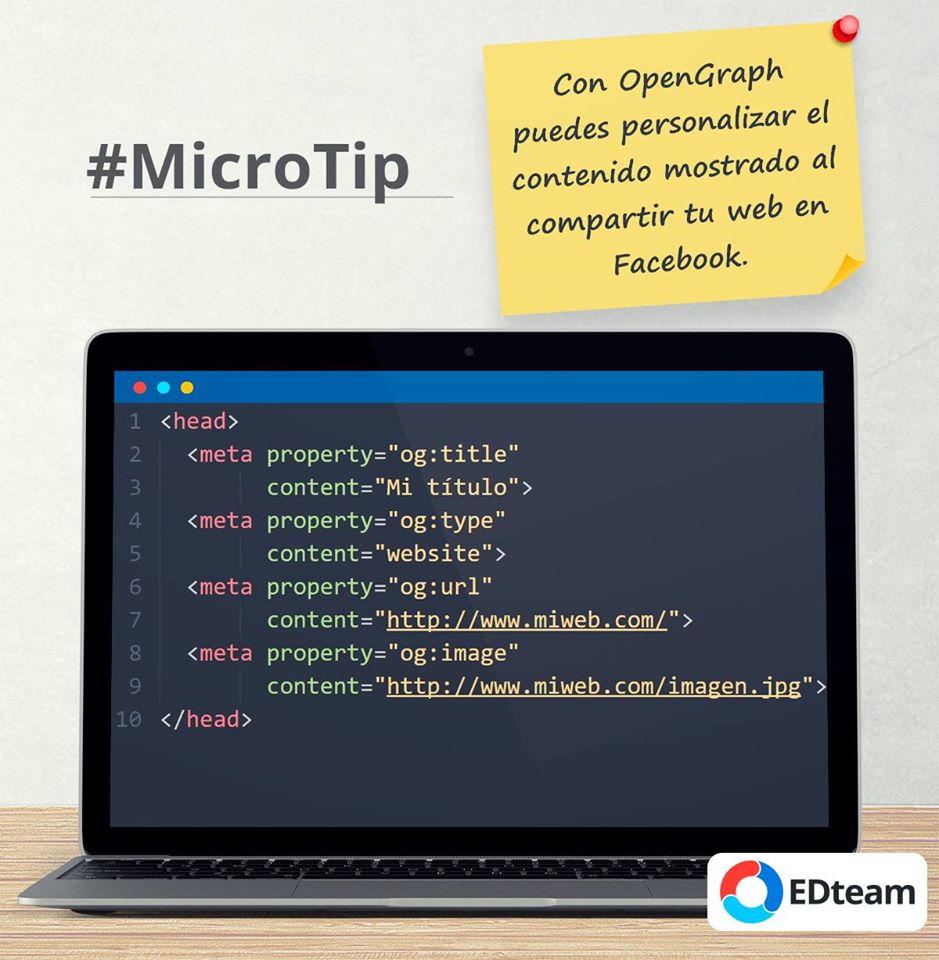 #MicroTip
Con OpenGraph
puedes personalizar el
contenido mostrado al
compartir tu web en
Facebook.
1 <head>
2 <meta property="og:title"
3 content="Mi título">
4 <meta property="og:type"
5 content="website">
6 <meta property="og:url"
7 content="http://www.miweb.com/">
8 <meta property="og:image"
9 content="http://www.miweb.com/imagen.jpg">
10 </head>
EDteam